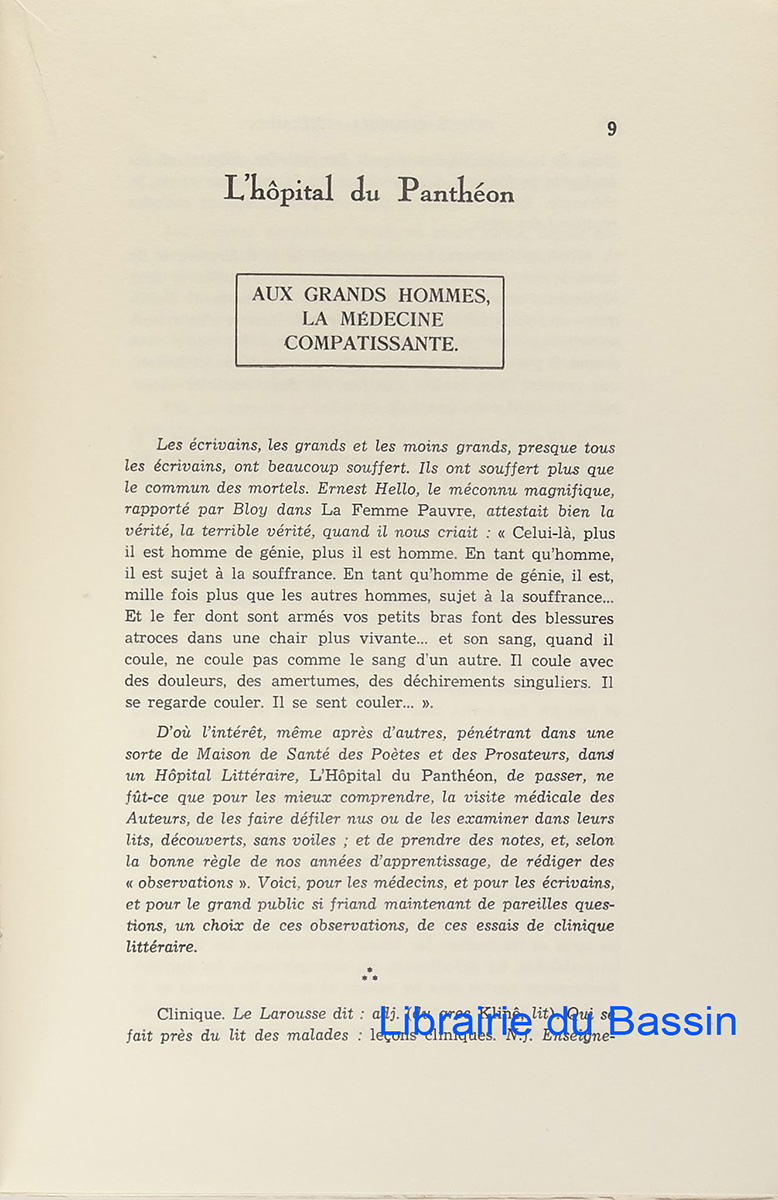 9
L'hôpital du Panthéon
AUX GRANDS HOMMES,
LA MÉDECINE
COMPATISSANTE.
Les écrivains, les grands et les moins grands, presque tous
les écrivains, ont beaucoup souffert. Ils ont souffert plus que
le commun des mortels. Ernest Hello, le méconnu magnifique,
rapporté par Bloy dans La Femme Pauvre, attestait bien la
vérité, la terrible vérité, quand il nous criait : « Celui-là, plus
il est homme de génie, plus il est homme. En tant qu'homme,
il est sujet à la souffrance. En tant qu'homme de génie, il est,
mille fois plus que les autres hommes, sujet à la souffrance...
Et le fer dont sont armés vos petits bras font des blessures
atroces dans une chair plus vivante... et son sang, quand il
coule, ne coule pas comme le sang d'un autre. Il coule avec
des douleurs, des amertumes, des déchirements singuliers. Il
se regarde couler. Il se sent couler... ».
D'où l'intérêt, même après d'autres, pénétrant dans une
sorte de Maison de Santé des Poètes et des Prosateurs, dans
un Hôpital Littéraire, L'Hôpital du Panthéon, de passer, ne
fût-ce que pour les mieux comprendre, la visite médicale des
Auteurs, de les faire défiler nus ou de les examiner dans leurs
lits, découverts, sans voiles ; et de prendre des notes, et, selon
la bonne règle de nos années d'apprentissage, de rédiger des
« observations ». Voici, pour les médecins, et pour les écrivains,
et pour le grand public si friand maintenant de pareilles ques-
tions, un choix de ces observations, de ces essais de clinique
littéraire.
⁂
Clinique. Le Larousse dit : adj. (du grec Klinê, lit). Qui se
fait près du lit des malades : leçons cliniques. N.f. Enseigne-
Librairie du Bassin